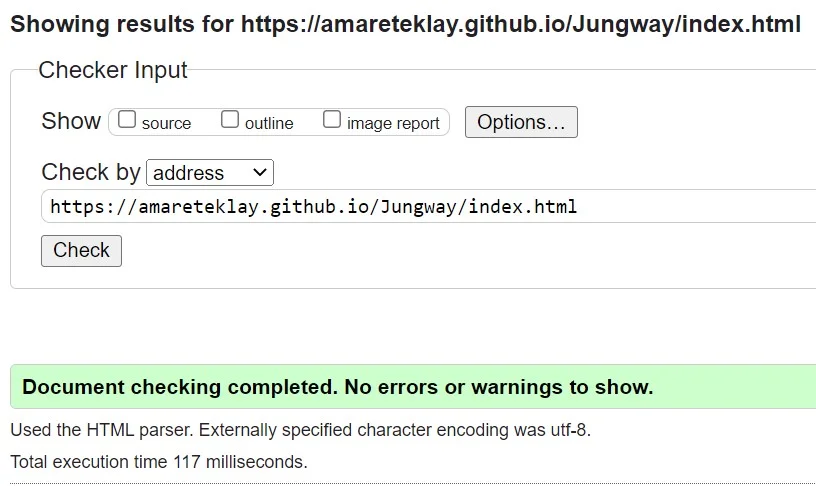 Showing results for https://amareteklay.github.io/Jungway/index.html
Checker Input
Show source outline image report Options...
Check by address
https://amareteklay.github.io/Jungway/index.html
Check
Document checking completed. No errors or warnings to show.
Used the HTML parser. Externally specified character encoding was utf-8.
Total execution time 117 milliseconds.